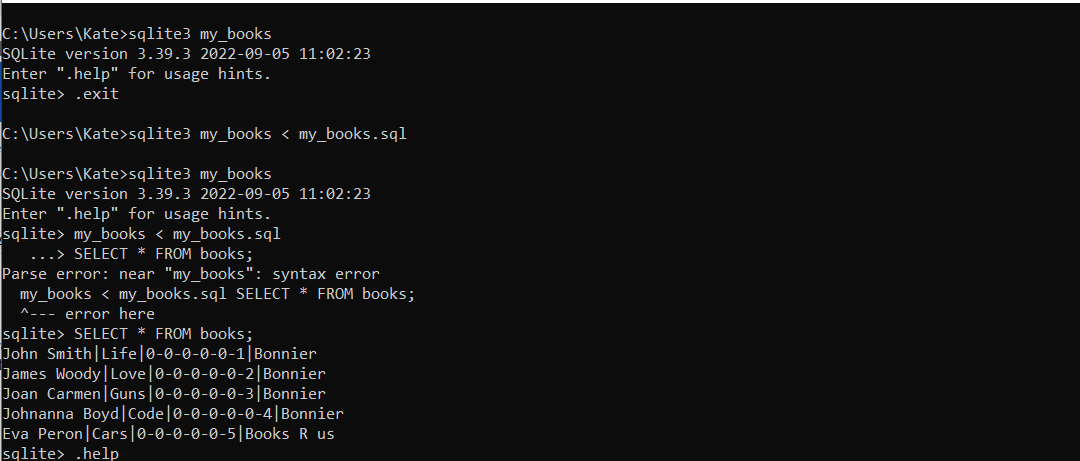 C:\Users\Kate>sqlite3 my_books
SQLite version 3.39.3 2022-09-05 11:02:23
Enter ".help" for usage hints.
sqlite> .exit
C:\Users\Kate>sqlite3 my_books < my_books.sql
C:\Users\Kate>sqlite3 my_books
SQLite version 3.39.3 2022-09-05 11:02:23
Enter ".help" for usage hints.
sqlite> my_books < my_books.sql
   ...> SELECT * FROM books;
Parse error: near "my_books": syntax error
  my_books < my_books.sql SELECT * FROM books;
  ^--- error here
sqlite> SELECT * FROM books;
John Smith|Life|0-0-0-0-0-1|Bonnier
James Woody|Love|0-0-0-0-0-2|Bonnier
Joan Carmen|Guns|0-0-0-0-0-3|Bonnier
Johnanna Boyd|Code|0-0-0-0-0-4|Bonnier
Eva Peron|Cars|0-0-0-0-0-5|Books R us
sqlite> .help